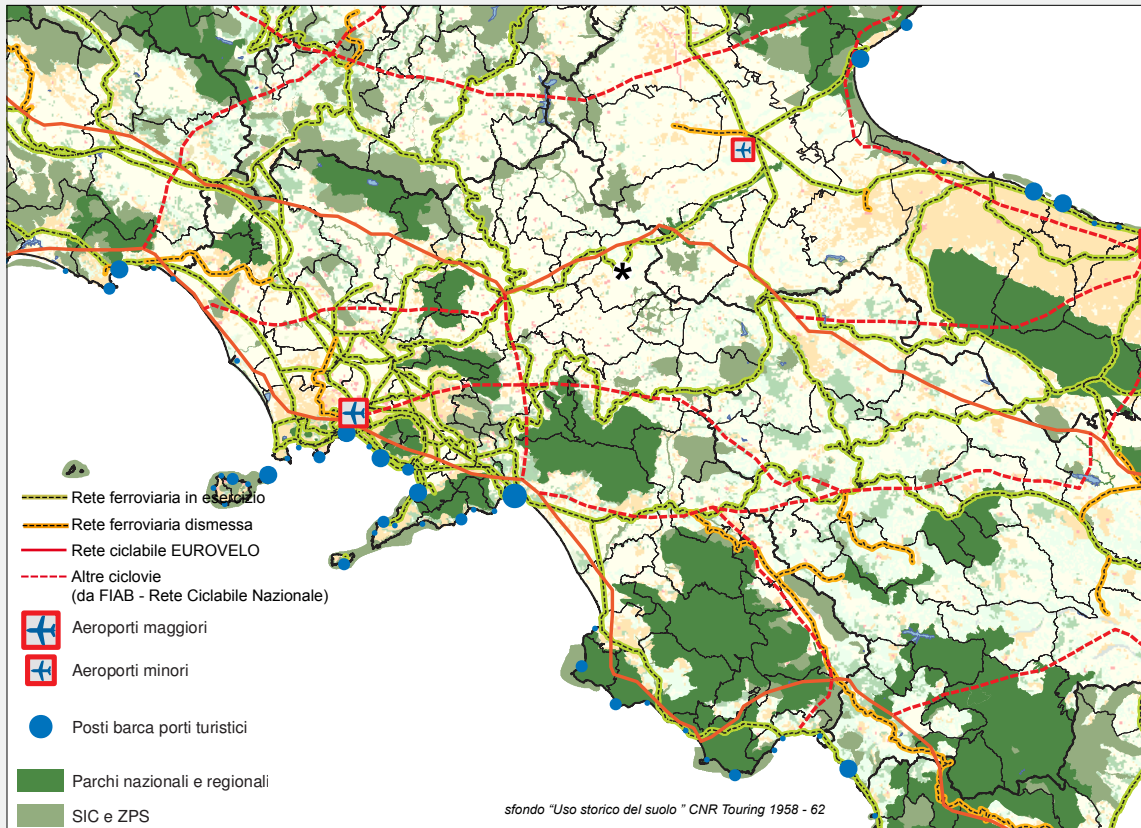 Rete ferroviaria in esercizio
Rete ferroviaria dismessa
Rete ciclabile EUROVELO
Altre ciclovie
(da FIAB - Rete Ciclabile Nazionale)
Aeroporti maggiori
Aeroporti minori
Posti barca porti turistici
Parchi nazionali e regionali
SIC e ZPS
sfondo “Uso storico del suolo ” CNR Touring 1958 - 62
*